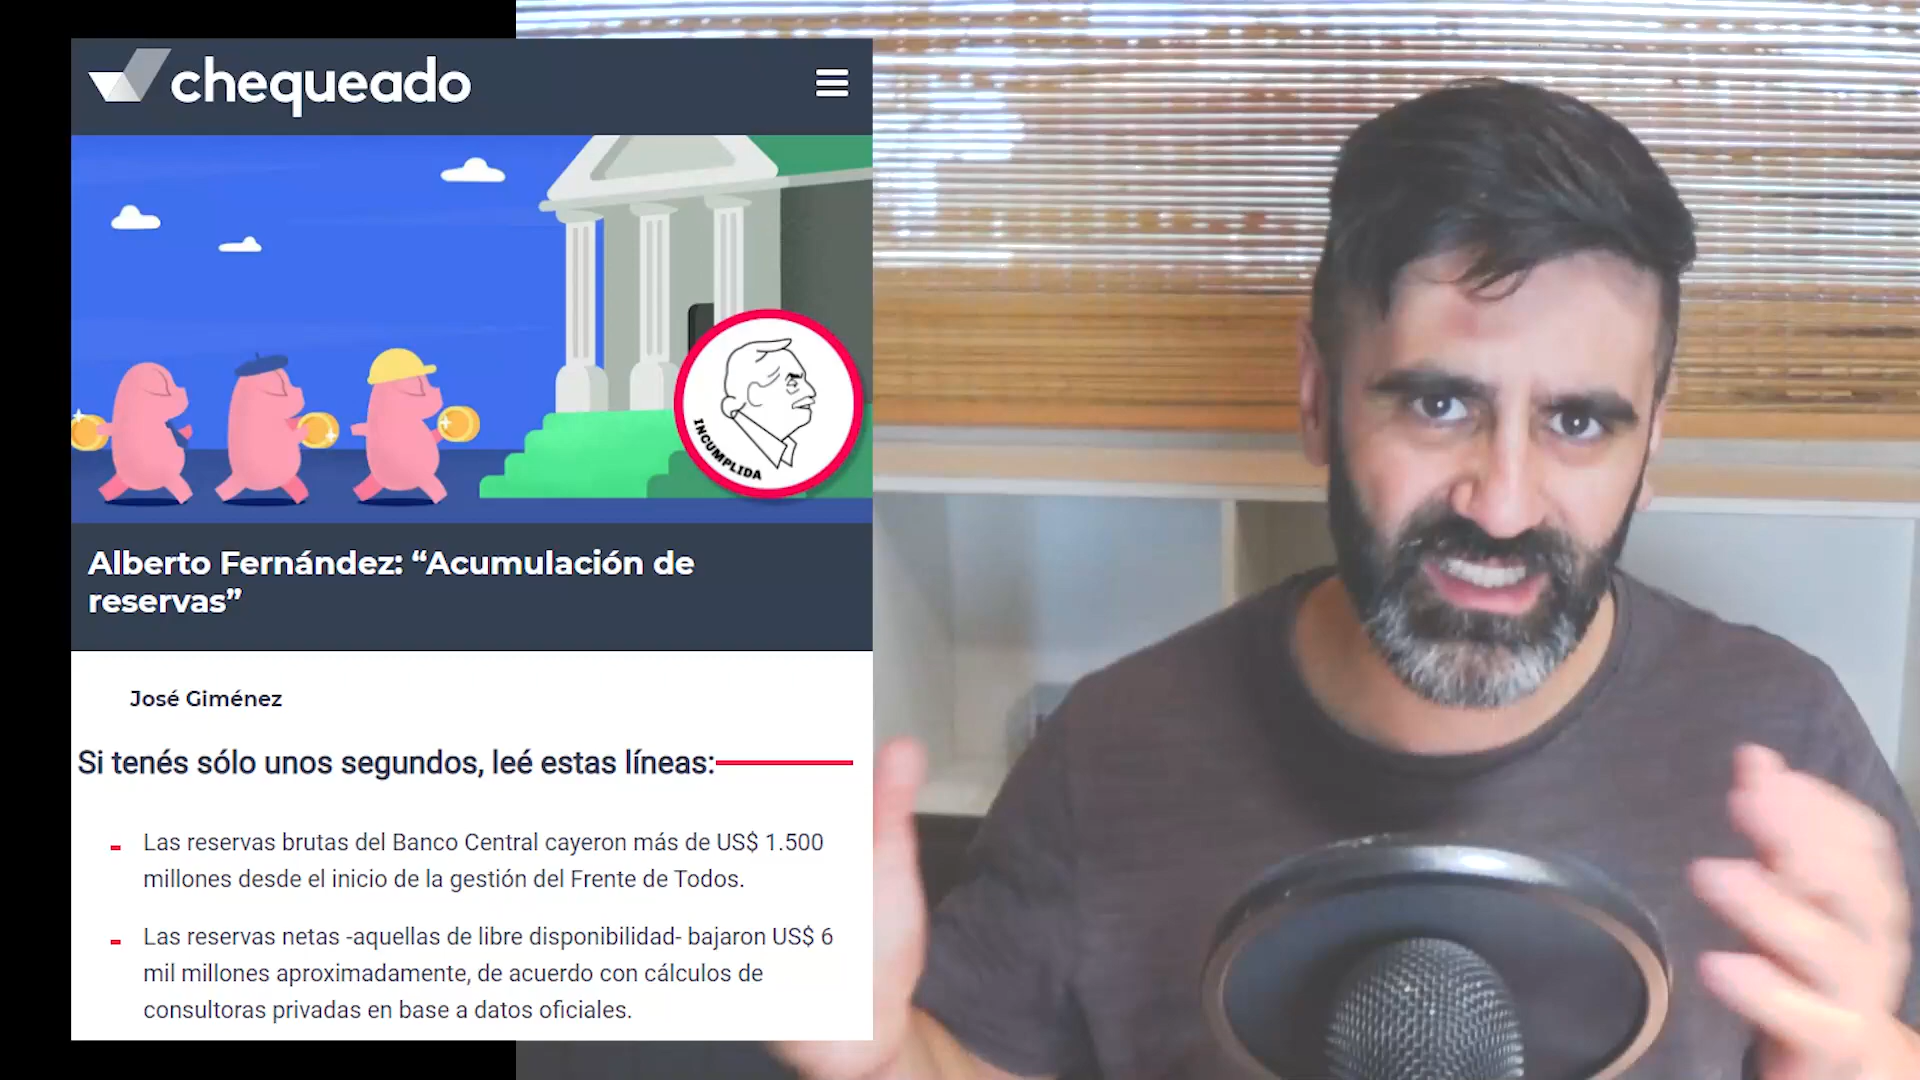 chequeado
INCUMPLIDA
Alberto Fernández: “Acumulación de
reservas”
José Giménez
Si tenés sólo unos segundos, leé estas líneas:
Las reservas brutas del Banco Central cayeron más de US$ 1.500
millones desde el inicio de la gestión del Frente de Todos.
Las reservas netas -aquellas de libre disponibilidad- bajaron US$ 6
mil millones aproximadamente, de acuerdo con cálculos de
consultoras privadas en base a datos oficiales.